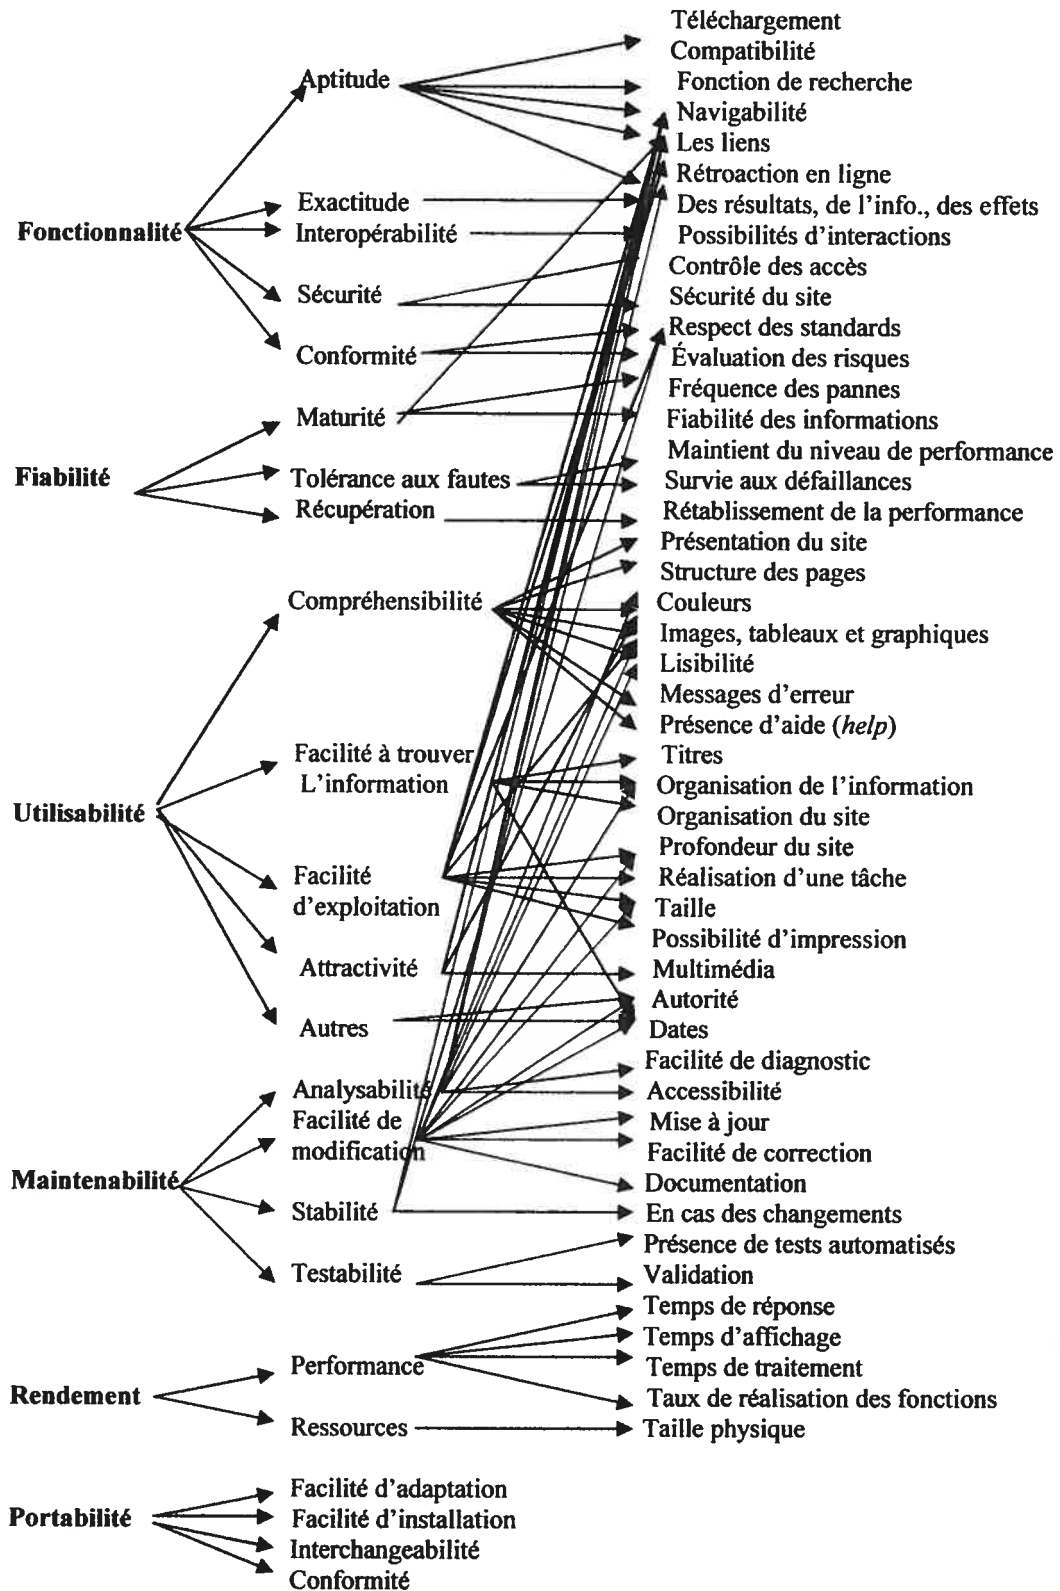 Fonctionnalité
Fiabilité
Utilisabilité
Maintenabilité
Rendement
Portabilité
Aptitude
Exactitude
Interopérabilité
Sécurité
Conformité
Maturité
Tolérance aux fautes
Récupération
Compréhensibilité
Facilité à trouver
L'information
Facilité
d'exploitation
Attractivité
Autres
Analysabilité
Facilité de
modification
Stabilité
Testabilité
Performance
Ressources
Facilité d'adaptation
Facilité d'installation
Interchangeabilité
Conformité
Téléchargement
Compatibilité
Fonction de recherche
Navigabilité
Les liens
Rétroaction en ligne
Des résultats, de l'info., des effets
Possibilités d'interactions
Contrôle des accès
Sécurité du site
Respect des standards
Évaluation des risques
Fréquence des pannes
Fiabilité des informations
Maintient du niveau de performance
Survie aux défaillances
Rétablissement de la performance
Présentation du site
Structure des pages
Couleurs
Images, tableaux et graphiques
Lisibilité
Messages d'erreur
Présence d'aide (help)
Titres
Organisation de l'information
Organisation du site
Profondeur du site
Réalisation d'une tâche
Taille
Possibilité d'impression
Multimédia
Autorité
Dates
Facilité de diagnostic
Accessibilité
Mise à jour
Facilité de correction
Documentation
En cas des changements
Présence de tests automatisés
Validation
Temps de réponse
Temps d'affichage
Temps de traitement
Taux de réalisation des fonctions
Taille physique